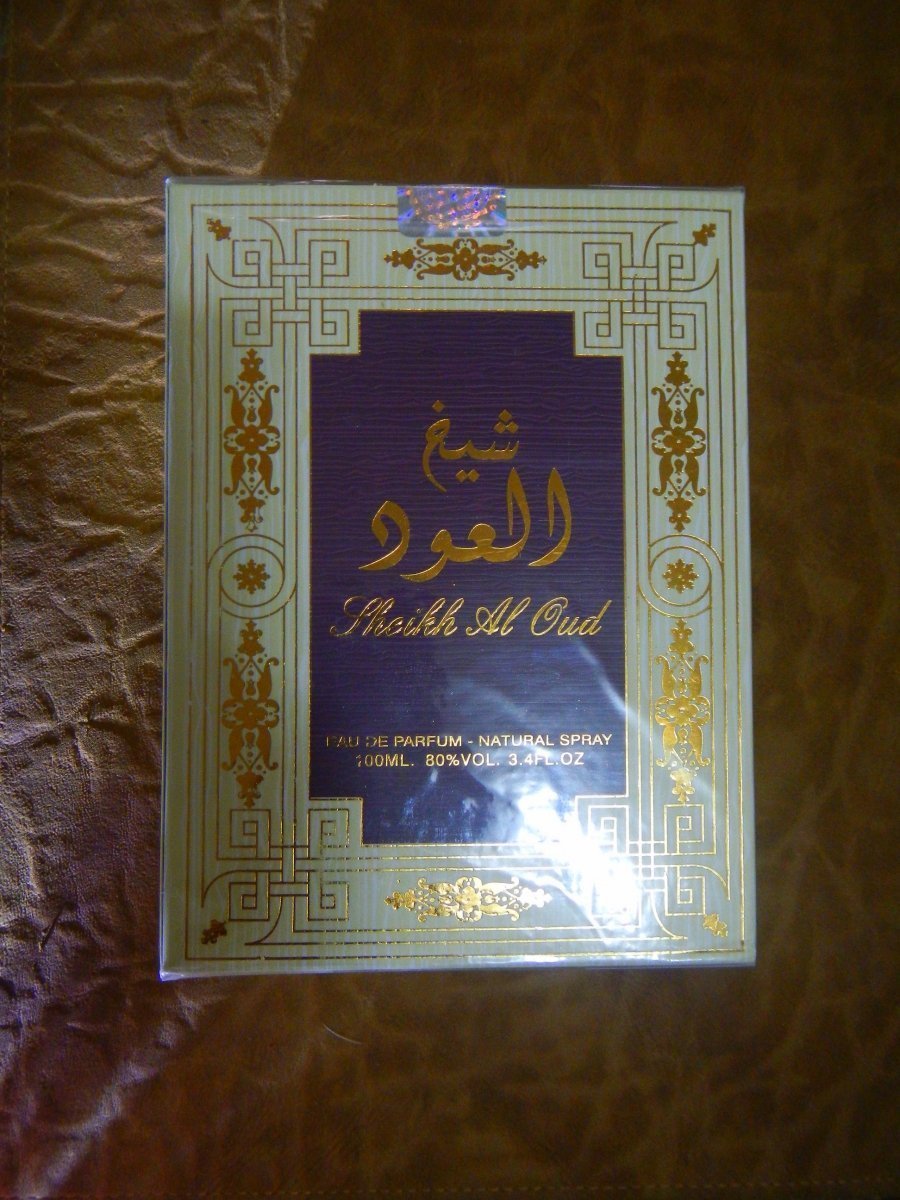 شيخ
العود
Sheikh Al Oud
EAU DE PARFUM - NATURAL SPRAY
100ML. 80%VOL. 3.4FL.OZ